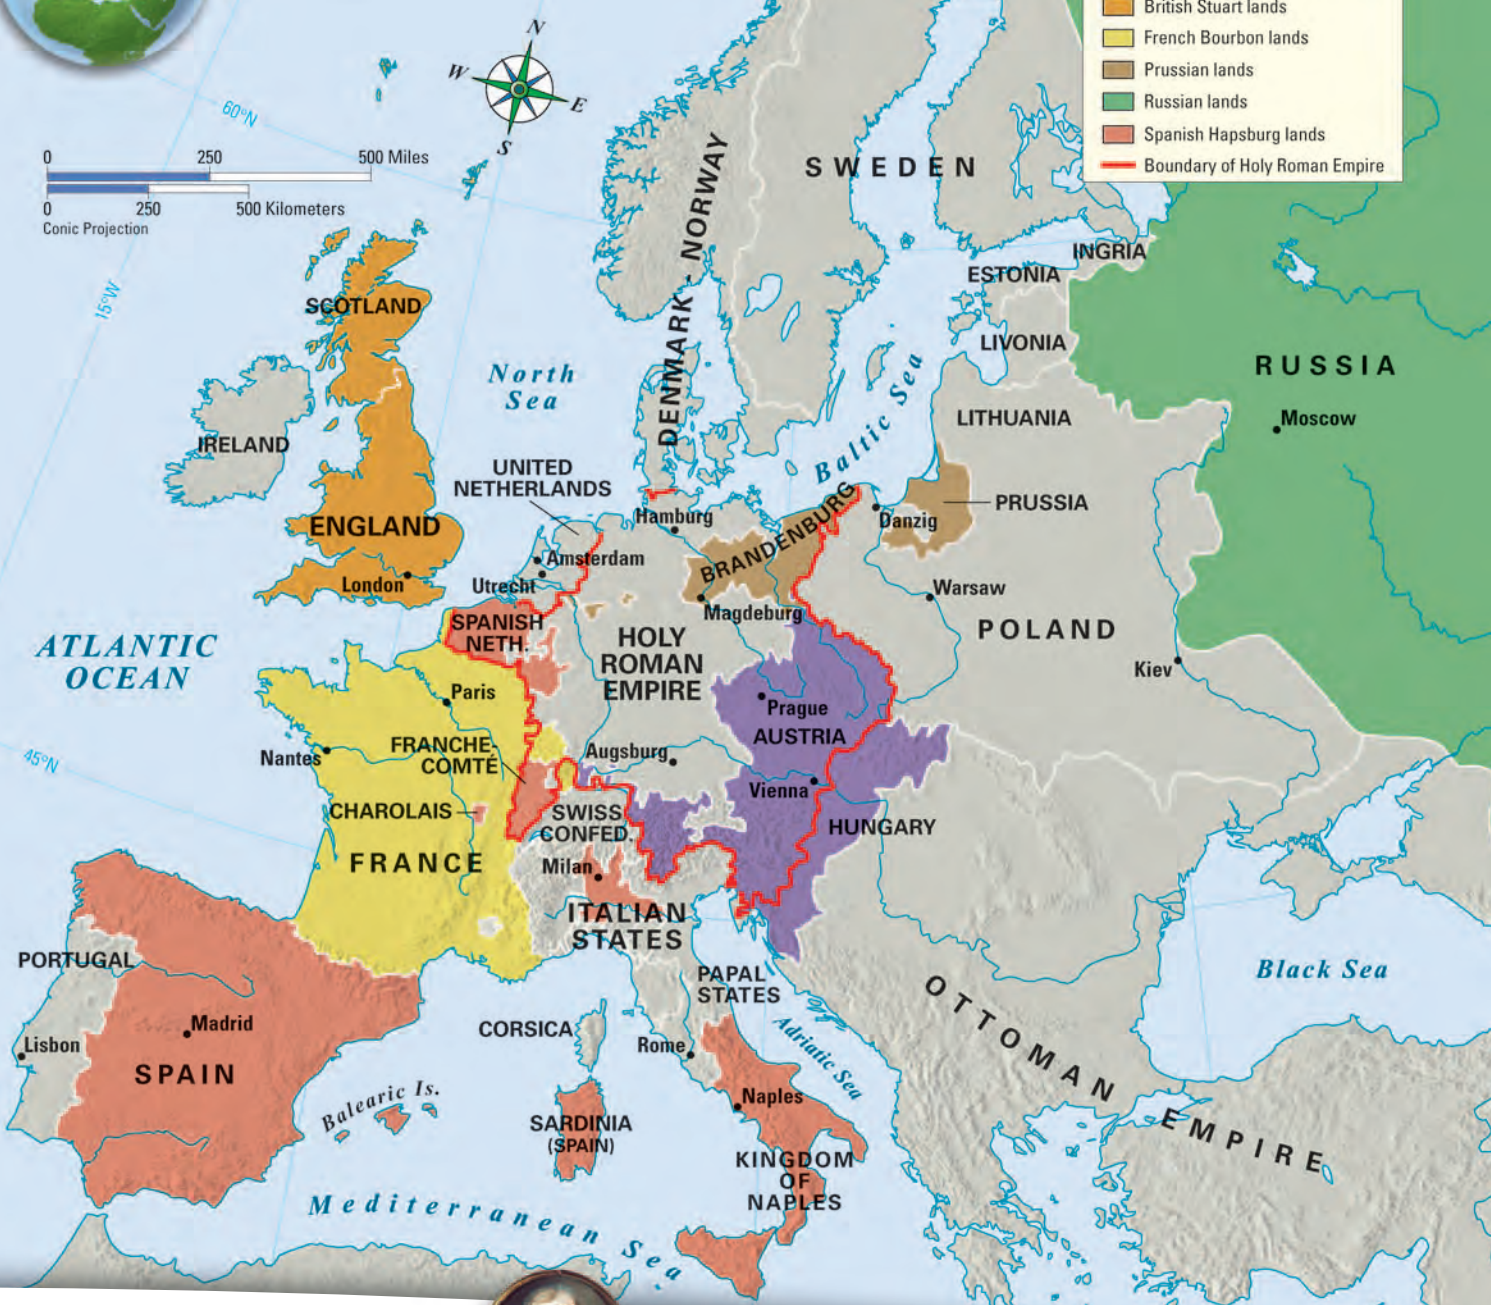 British Stuart lands
French Bourbon lands
Prussian lands
Russian lands
Spanish Hapsburg lands
Boundary of Holy Roman Empire
N
W
E
S
60°N
0 250 500 Miles
0 250 500 Kilometers
Conic Projection
15°W
45°N
SWEDEN
DENMARK - NORWAY
INGRIA
ESTONIA
LIVONIA
SCOTLAND
North
Sea
Baltic Sea
RUSSIA
Moscow
LITHUANIA
IRELAND
UNITED
NETHERLANDS
PRUSSIA
ENGLAND
Hamburg
Danzig
BRANDENBURG
Amsterdam
London
Utrecht
Warsaw
Magdeburg
SPANISH
NETH.
HOLY
ROMAN
EMPIRE
POLAND
ATLANTIC
OCEAN
Kiev
Paris
Prague
AUSTRIA
Nantes
FRANCHE-
COMTÉ
Augsburg
Vienna
CHAROLAIS
SWISS
CONFED.
HUNGARY
FRANCE
Milan
ITALIAN
STATES
PORTUGAL
PAPAL
STATES
Black Sea
OTTOMAN EMPIRE
Madrid
CORSICA
Adriatic Sea
Lisbon
Rome
SPAIN
Balearic Is.
Naples
SARDINIA
(SPAIN)
KINGDOM
OF
NAPLES
Mediterranean Sea